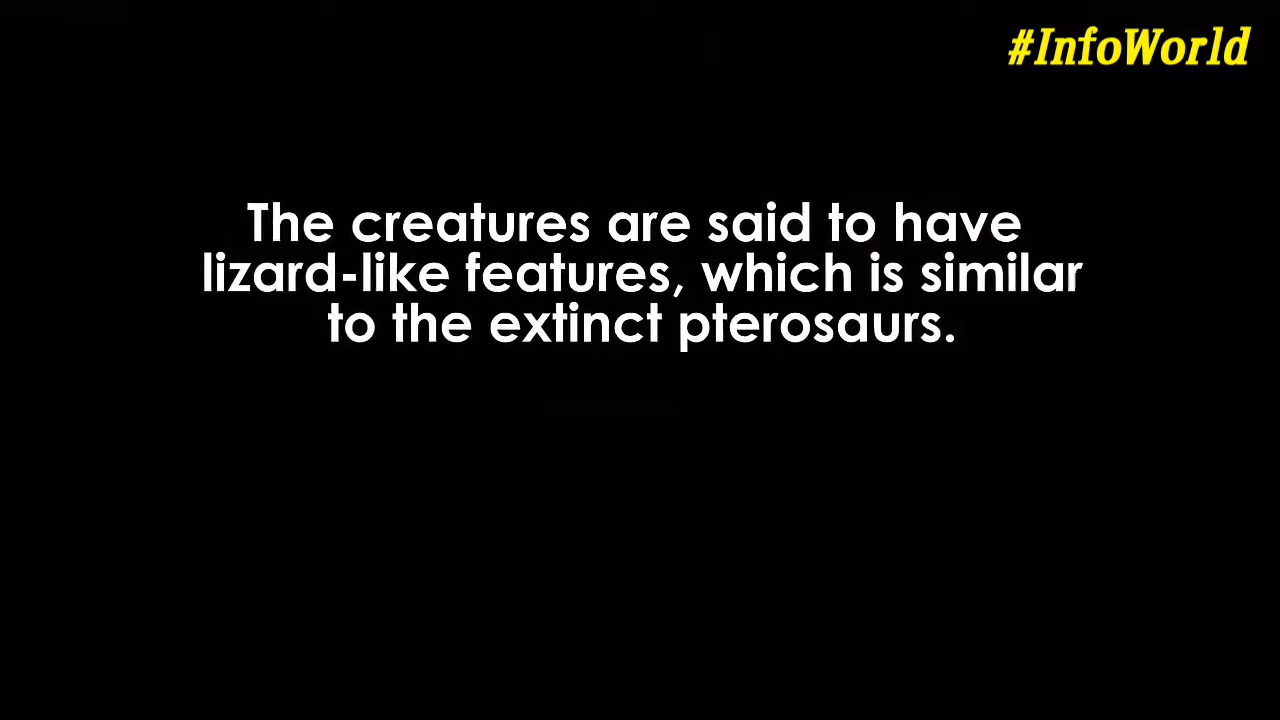 #InfoWorld
The creatures are said to have
lizard-like features, which is similar
to the extinct pterosaurs.